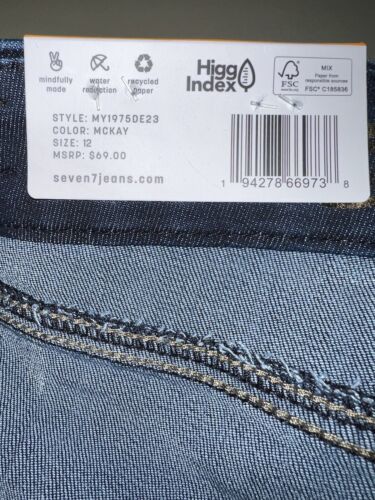 mindfully made
water reduction
recycled paper
Higg Index
FSC
MIX
Paper from responsible sources
FSC® C185836
STYLE: MY1975DE23
COLOR: MCKAY
SIZE: 12
MSRP: $69.00
seven7jeans.com
1 94278 66973 8